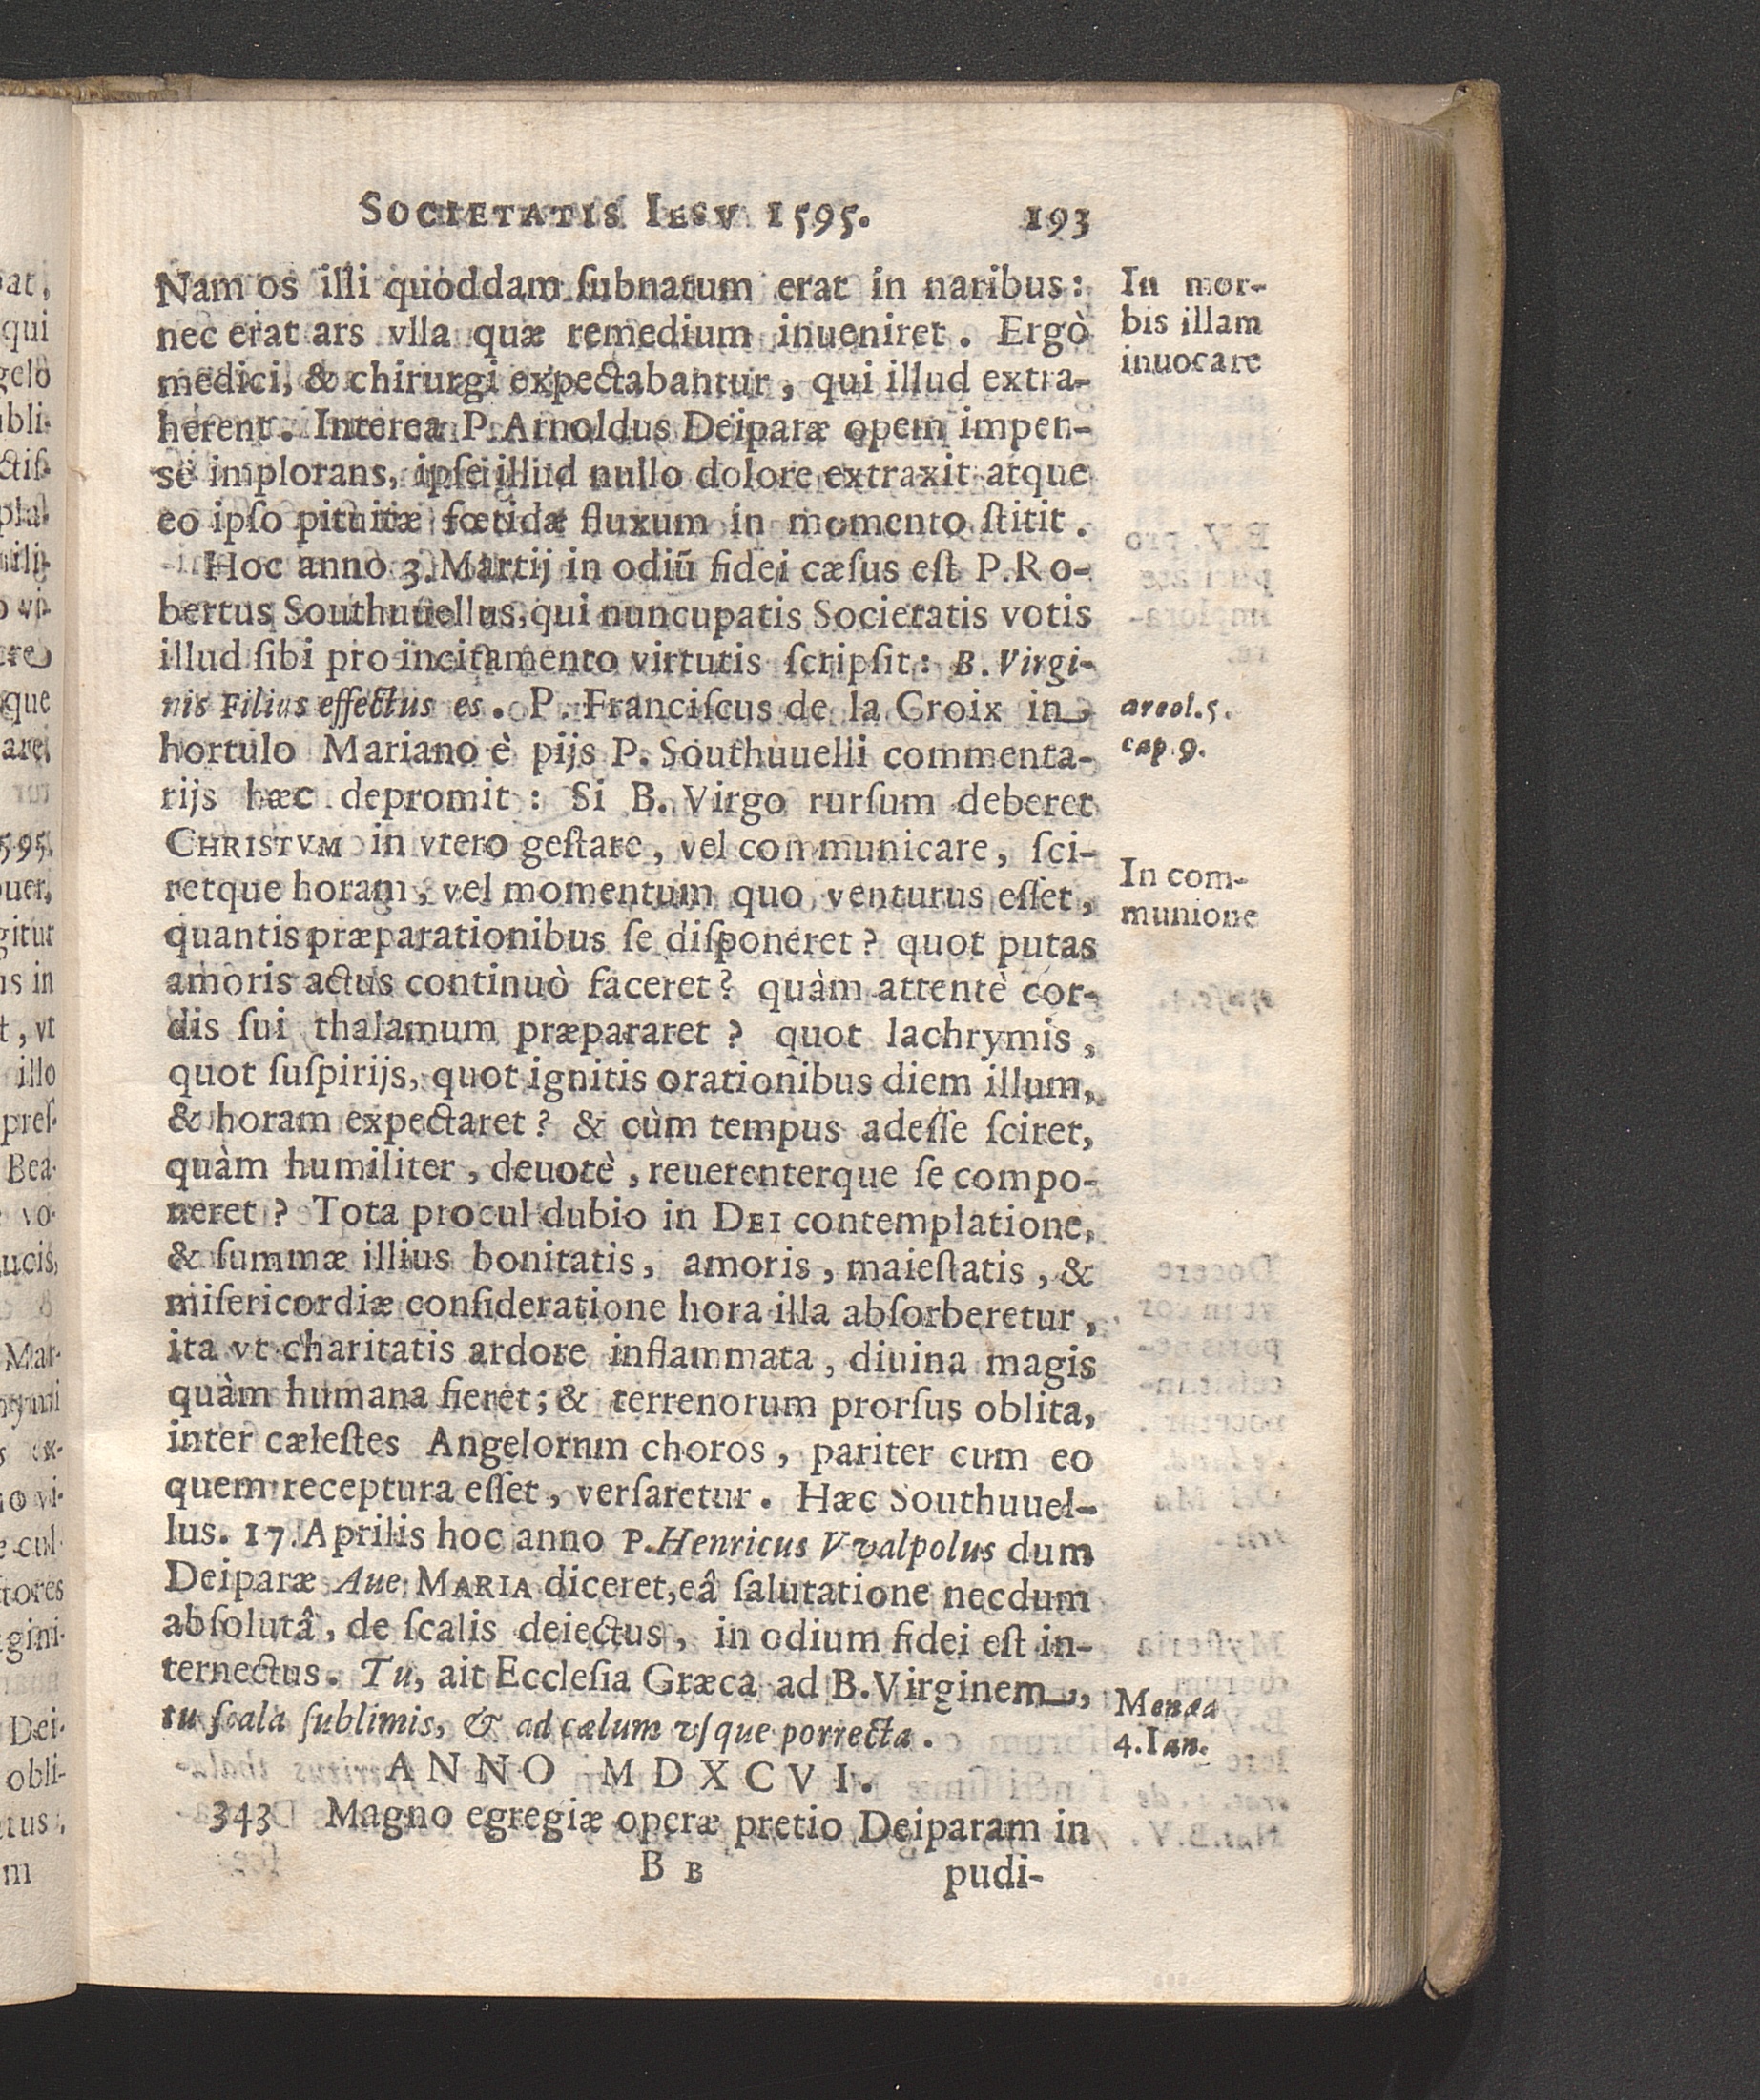 SOCIETATIS IESV 1595. 193
Nam os illi quoddam ſubnatum erat in naribus:
nec erat ars vlla quæ remedium inueniret. Ergò
medici, & chirurgi expectabantur, qui illud extra-
herent. Interea P. Arnoldus Deiparæ opem impen-
sè implorans, ipſe illud nullo dolore extraxit atque
eo ipſo pituitæ fœtidæ fluxum in momento ſtitit.
Hoc anno 3. Martij in odiũ fidei cæſus eſt P. Ro-
bertus Southuuellus, qui nuncupatis Societatis votis
illud ſibi pro incitamento virtutis ſcripſit: B. Virgi-
nis Filius effectus es. P. Franciſcus de la Croix in
hortulo Mariano è pijs P. Southuuelli commenta-
rijs hæc depromit: Si B. Virgo rurſum deberet
CHRISTVM in vtero geſtare, vel communicare, ſci-
retque horam, vel momentum quo venturus eſſet,
quantis præparationibus ſe diſponeret? quot putas
amoris actus continuò faceret? quàm attentè cor-
dis ſui thalamum præpararet? quot lachrymis,
quot ſuſpirijs, quot ignitis orationibus diem illum,
& horam expectaret? & cùm tempus adeſſe ſciret,
quàm humiliter, deuotè, reuerenterque ſe compo-
neret? Tota procul dubio in DEI contemplatione,
& ſummæ illius bonitatis, amoris, maieſtatis, &
miſericordiæ conſideratione hora illa abſorberetur,
ita vt charitatis ardore inflammata, diuina magis
quàm humana fieret; & terrenorum prorſus oblita,
inter cæleſtes Angelornm choros, pariter cum eo
quem receptura eſſet, verſaretur. Hæc Southuuel-
lus. 17. Aprilis hoc anno P. Henricus Vvalpolus dum
Deiparæ Aue MARIA diceret, eâ ſalutatione necdum
abſolutâ, de ſcalis deiectus, in odium fidei eſt in-
ternectus. Tu, ait Eccleſia Græca ad B. Virginem,
tu ſcala ſublimis, & ad cælum vſque porrecta.
ANNO MDXCVI.
343 Magno egregiæ operæ pretio Deiparam in
B B pudi-
In mor-
bis illam
inuocare
areol. 5.
cap. 9.
In com-
munione
Menæa
4. Ian.